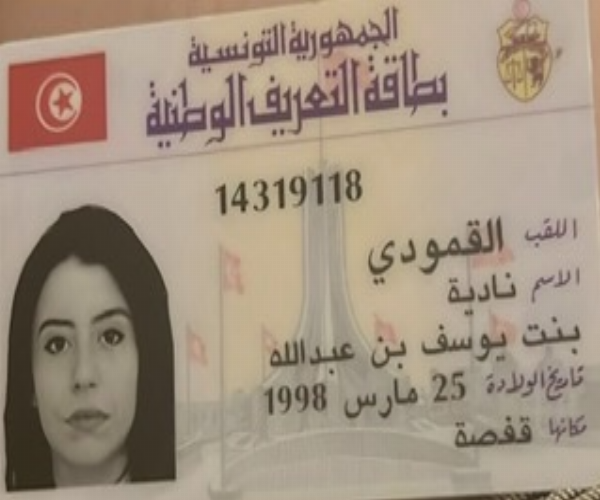 الجمهورية التونسية
بطاقة التعريف الوطنية
14319118
اللقب القمودي
الاسم نادية
بنت يوسف بن عبدالله
تاريخ الولادة 25 مارس 1998
مكانها قفصة